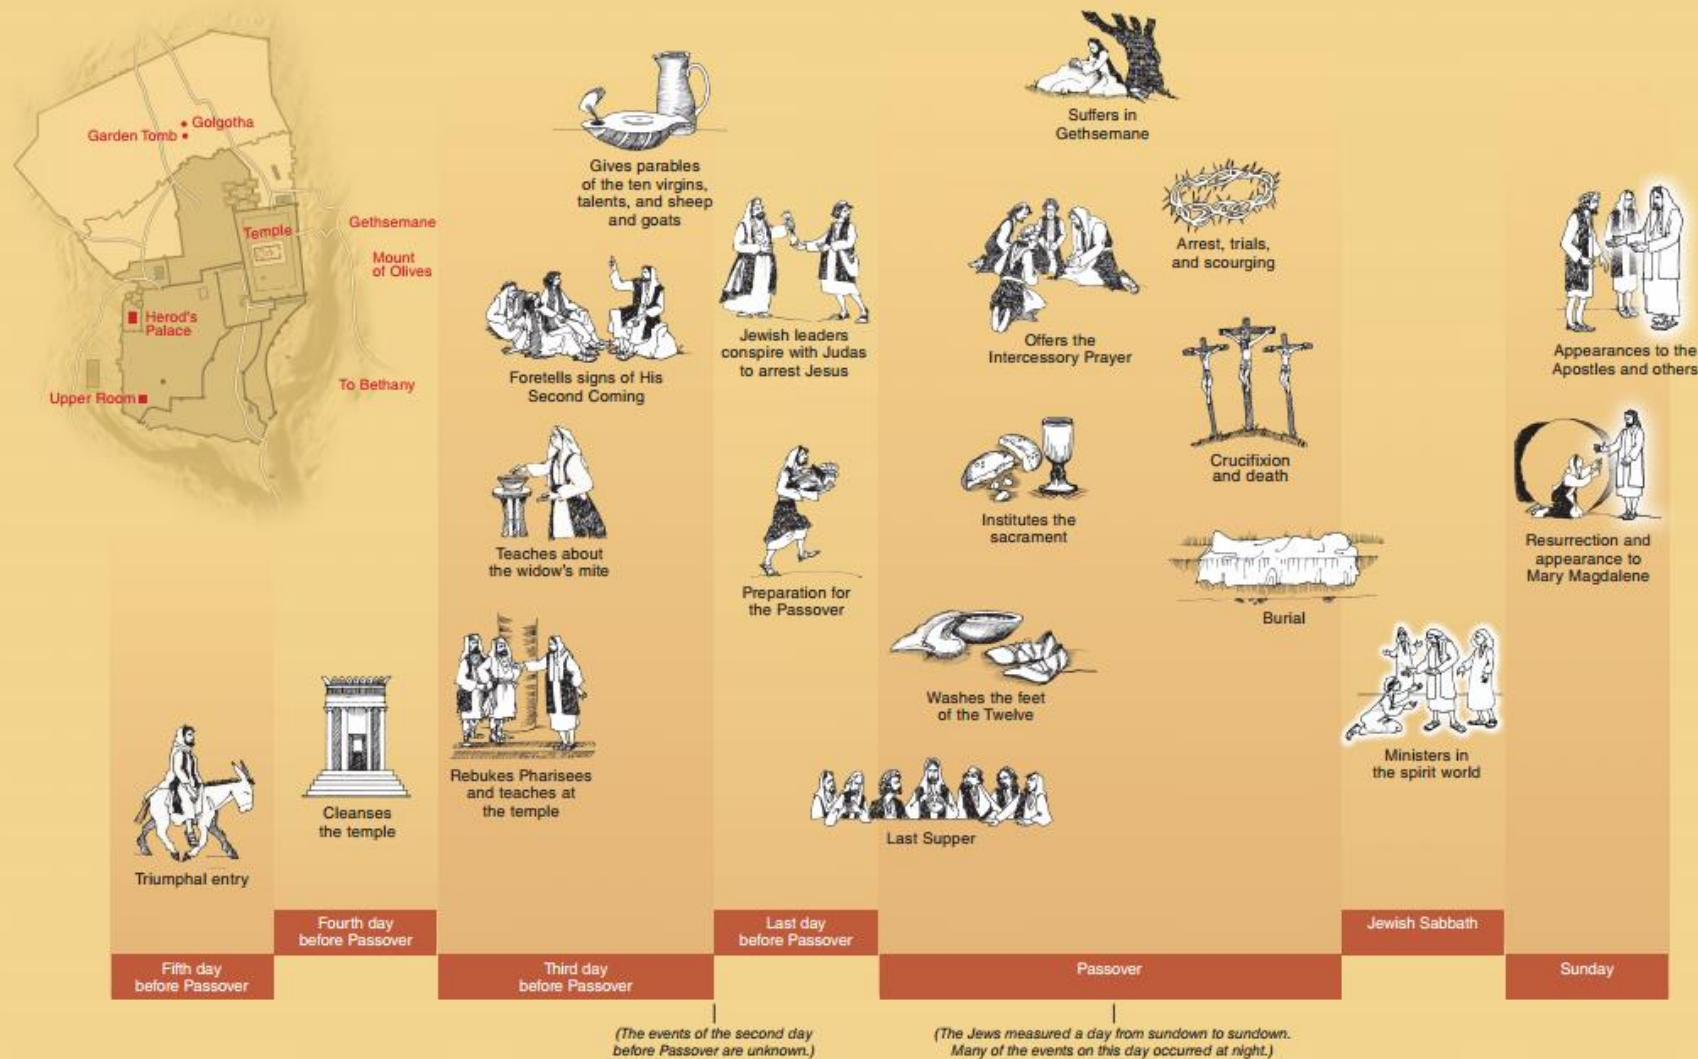 Golgotha
Garden Tomb
Gethsemane
Temple
Mount
of Olives
Herod's
Palace
To Bethany
Upper Room
Triumphal entry
Cleanses
the temple
Gives parables
of the ten virgins,
talents, and sheep
and goats
Foretells signs of His
Second Coming
Teaches about
the widow's mite
Rebukes Pharisees
and teaches at
the temple
Jewish leaders
conspire with Judas
to arrest Jesus
Preparation for
the Passover
Suffers in
Gethsemane
Arrest, trials,
and scourging
Offers the
Intercessory Prayer
Crucifixion
and death
Institutes the
sacrament
Burial
Washes the feet
of the Twelve
Last Supper
Ministers in
the spirit world
Appearances to the
Apostles and others
Resurrection and
appearance to
Mary Magdalene
Fifth day
before Passover
Fourth day
before Passover
Third day
before Passover
Last day
before Passover
Passover
Jewish Sabbath
Sunday
(The events of the second day
before Passover are unknown.)
(The Jews measured a day from sundown to sundown.
Many of the events on this day occurred at night.)